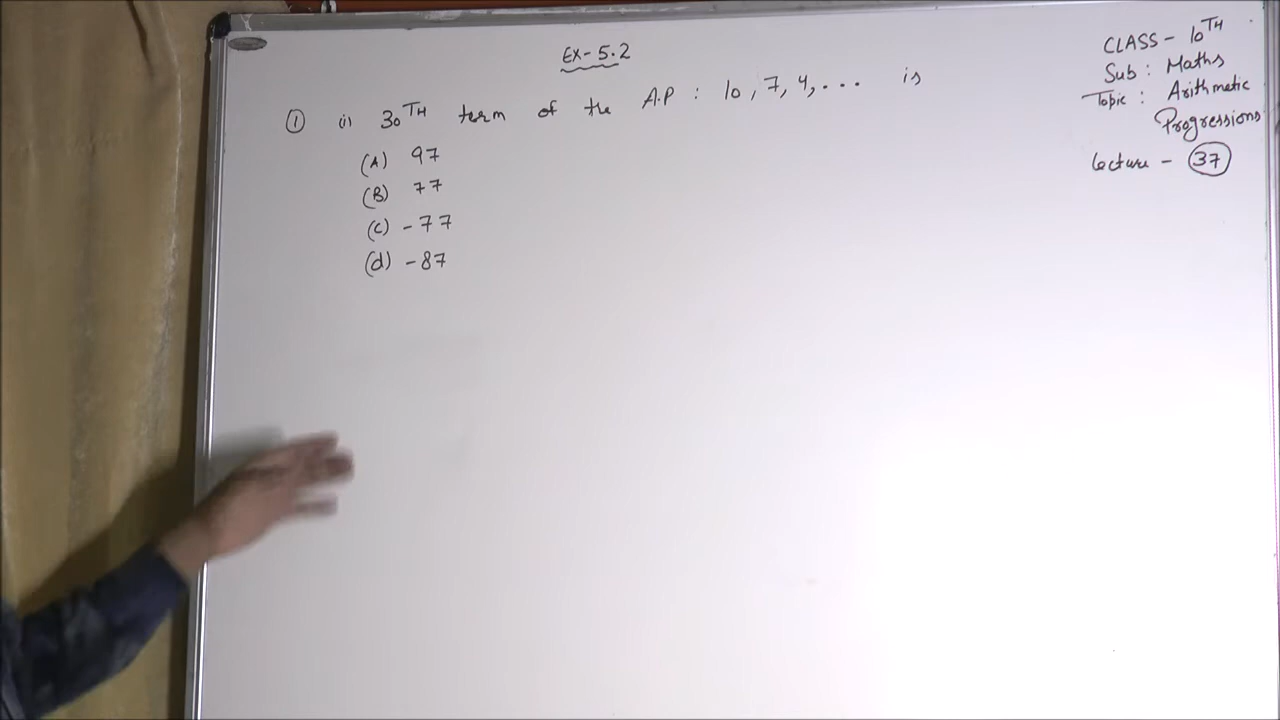 Ex-5.2
① (i) 30TH term of the A.P : 10, 7, 4, ... is
(A) 97
(B) 77
(C) -77
(d) -87
CLASS - 10TH
Sub : Maths
Topic : Arithmetic
Progressions
Lecture - 37